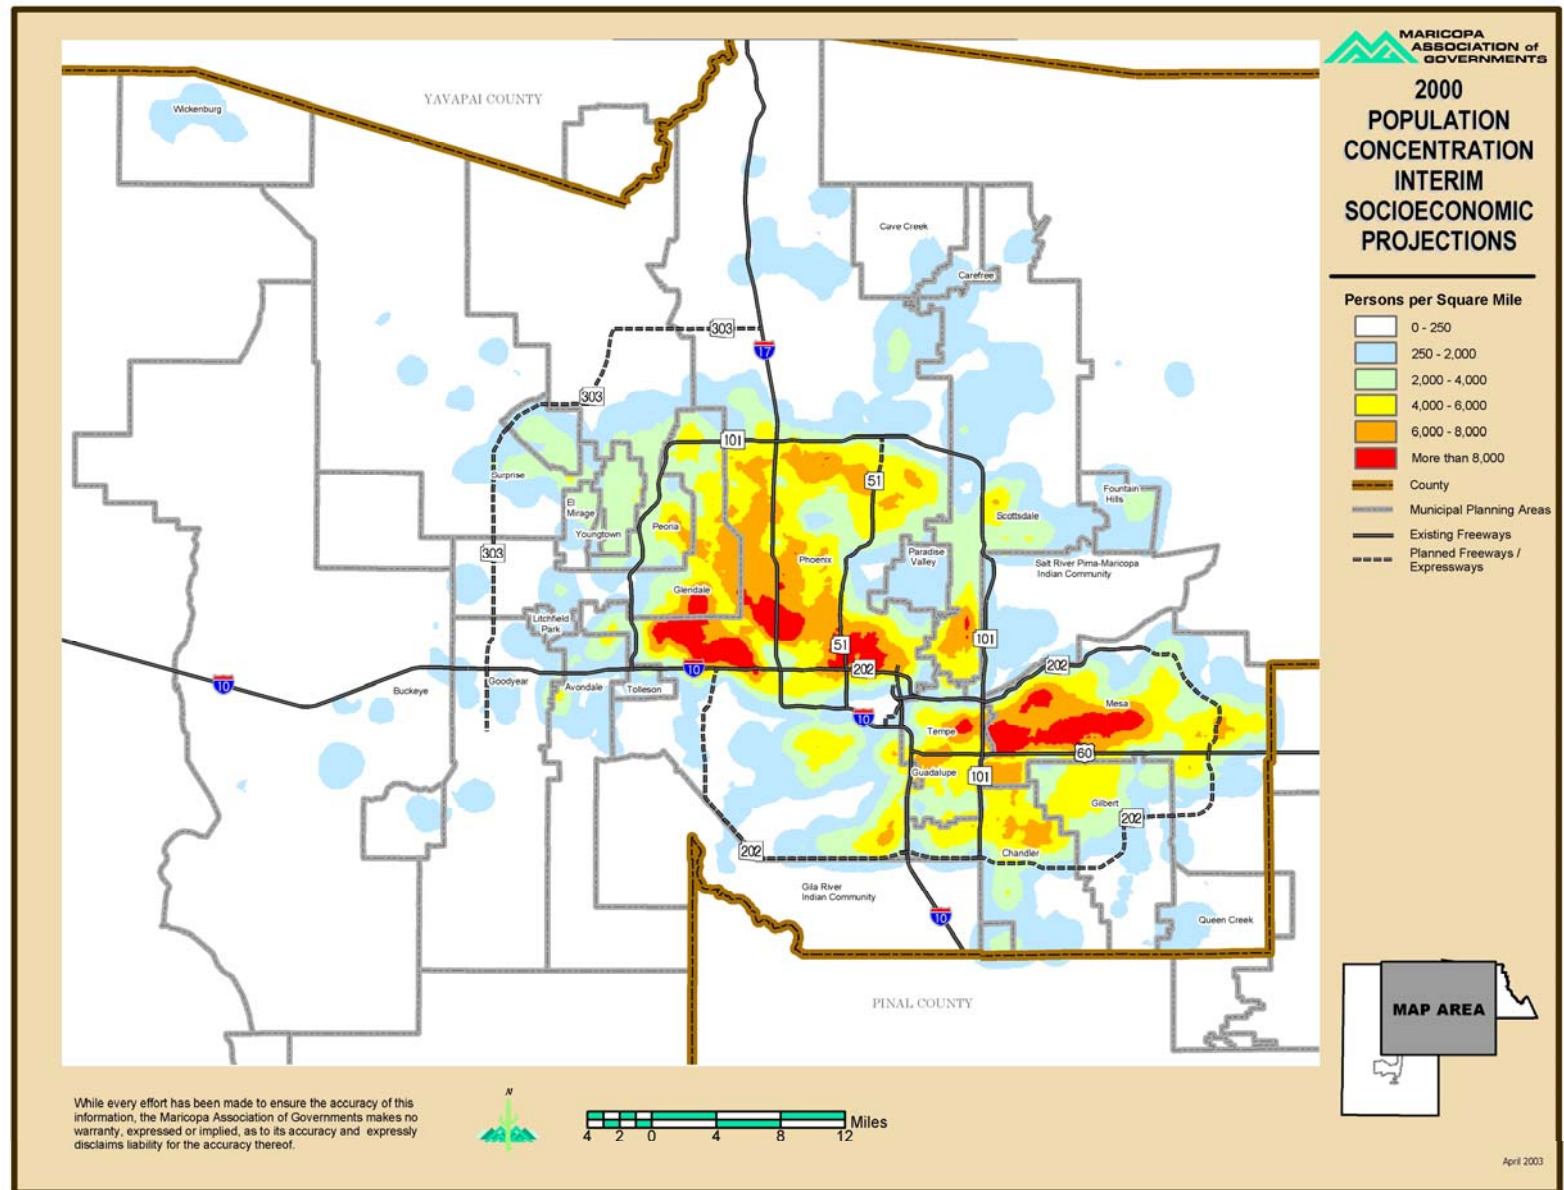 MARICOPA
ASSOCIATION of
GOVERNMENTS
2000
POPULATION
CONCENTRATION
INTERIM
SOCIOECONOMIC
PROJECTIONS
Persons per Square Mile
0 - 250
250 - 2,000
2,000 - 4,000
4,000 - 6,000
6,000 - 8,000
More than 8,000
County
Municipal Planning Areas
Existing Freeways
Planned Freeways /
Expressways
YAVAPAI COUNTY
Wickenburg
Cave Creek
Carefree
303
17
303
101
51
Surprise
El
Mirage
Youngtown
Peoria
Fountain
Hills
Scottsdale
303
Phoenix
Paradise
Valley
Salt River Pima-Maricopa
Indian Community
Glendale
Litchfield
Park
51
101
202
202
10
10
Buckeye
Goodyear
Avondale
Tolleson
10
Mesa
Tempe
60
Guadalupe
101
Gilbert
202
202
Chandler
Gila River
Indian Community
10
Queen Creek
PINAL COUNTY
MAP AREA
While every effort has been made to ensure the accuracy of this
information, the Maricopa Association of Governments makes no
warranty, expressed or implied, as to its accuracy and expressly
disclaims liability for the accuracy thereof.
N
Miles
4 2 0 4 8 12
April 2003